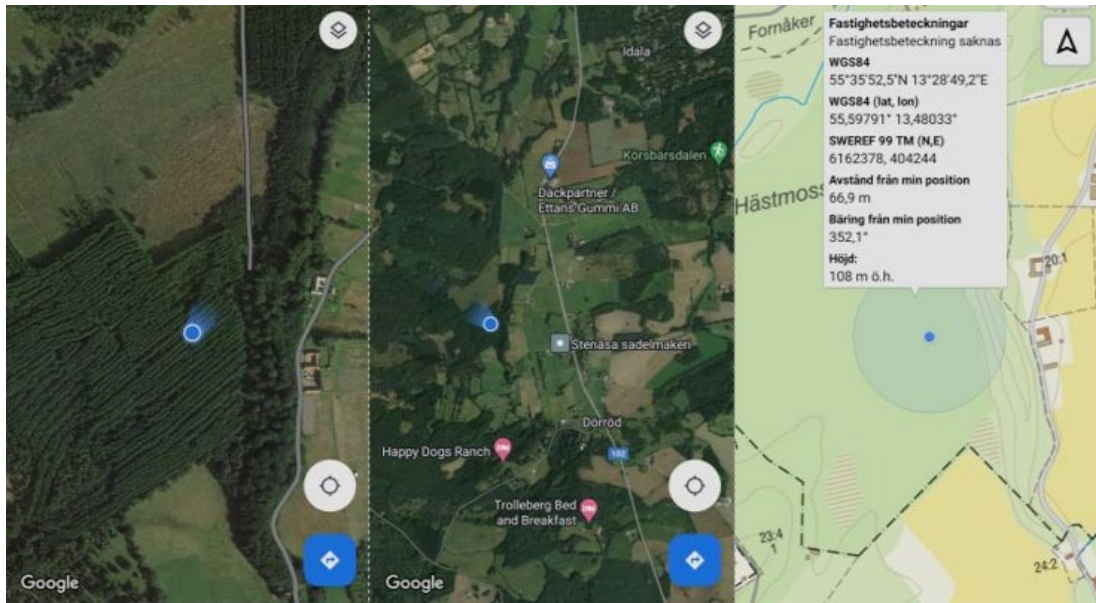 Google
Idala
Körsbärsdalen
Däckpartner /
Ettans Gummi AB
Stenåsa sadelmakeri
Dörröd
102
Happy Dogs Ranch
Trolleberg Bed
and Breakfast
Google
Fornåker
Hästmoss
Fastighetsbeteckningar
Fastighetsbeteckning saknas
WGS84
55°35'52,5"N 13°28'49,2"E
WGS84 (lat, lon)
55,59791° 13,48033°
SWEREF 99 TM (N,E)
6162378, 404244
Avstånd från min position
66,9 m
Bäring från min position
352,1°
Höjd:
108 m ö.h.
20:1
23:4
1
24:2